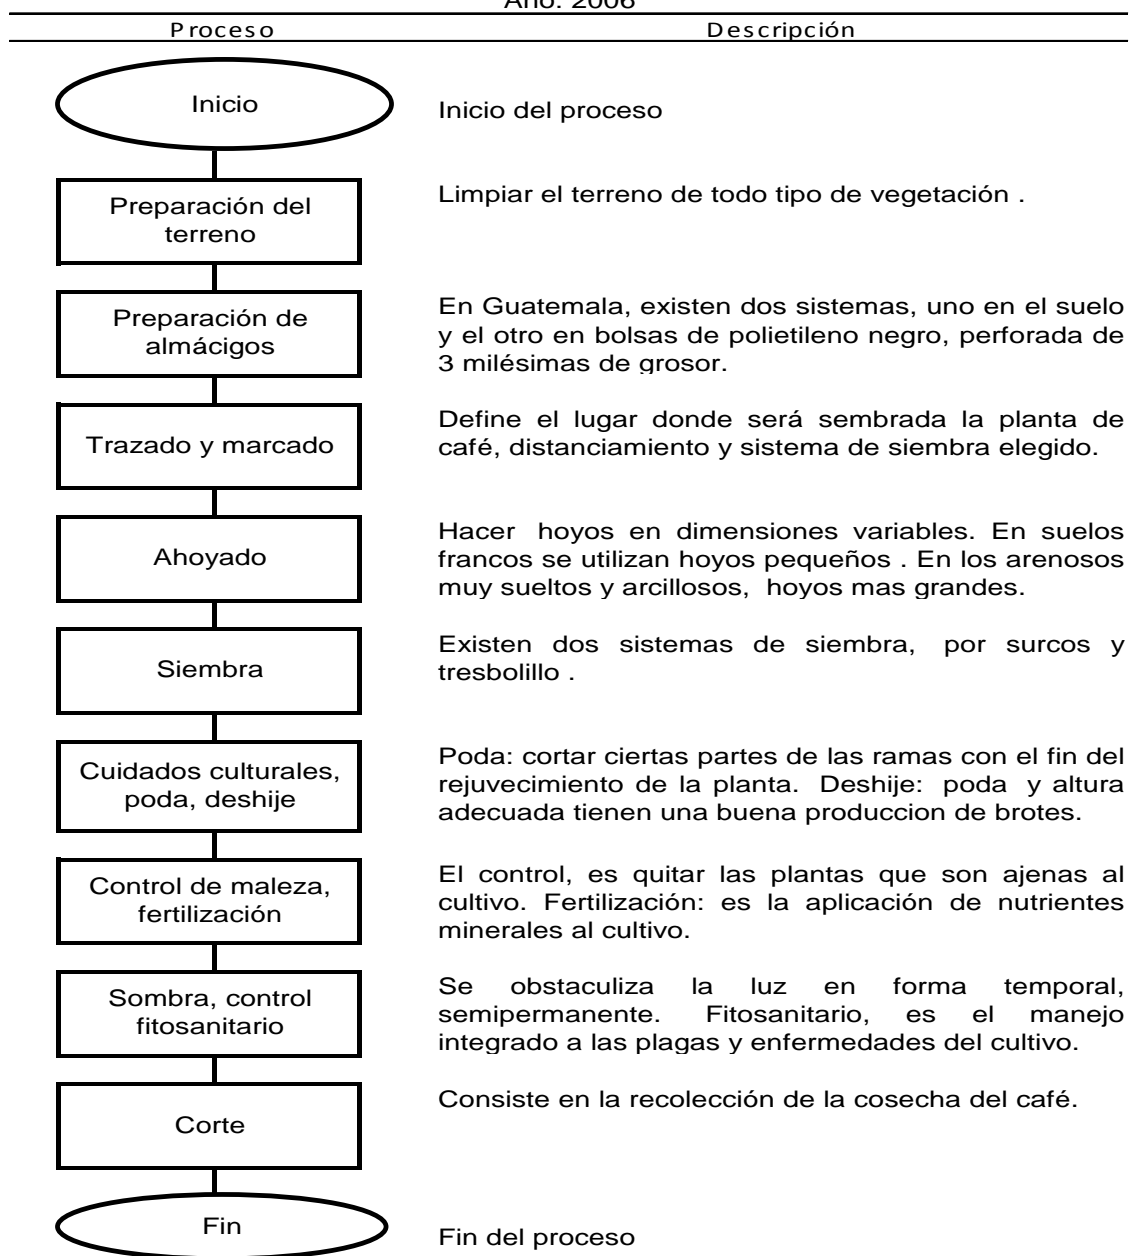 Año: 2006
Proceso Descripción
Inicio
Inicio del proceso
Preparación del
terreno
Limpiar el terreno de todo tipo de vegetación .
Preparación de
almácigos
En Guatemala, existen dos sistemas, uno en el suelo
y el otro en bolsas de polietileno negro, perforada de
3 milésimas de grosor.
Trazado y marcado
Define el lugar donde será sembrada la planta de
café, distanciamiento y sistema de siembra elegido.
Ahoyado
Hacer hoyos en dimensiones variables. En suelos
francos se utilizan hoyos pequeños . En los arenosos
muy sueltos y arcillosos, hoyos mas grandes.
Siembra
Existen dos sistemas de siembra, por surcos y
tresbolillo .
Cuidados culturales,
poda, deshije
Poda: cortar ciertas partes de las ramas con el fin del
rejuvecimiento de la planta. Deshije: poda y altura
adecuada tienen una buena produccion de brotes.
Control de maleza,
fertilización
El control, es quitar las plantas que son ajenas al
cultivo. Fertilización: es la aplicación de nutrientes
minerales al cultivo.
Sombra, control
fitosanitario
Se obstaculiza la luz en forma temporal,
semipermanente. Fitosanitario, es el manejo
integrado a las plagas y enfermedades del cultivo.
Corte
Consiste en la recolección de la cosecha del café.
Fin
Fin del proceso